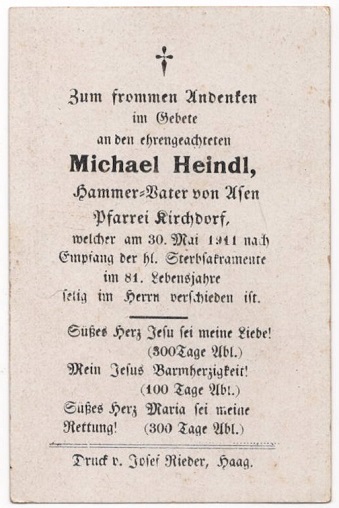 Zum frommen Andenken
im Gebete
an den ehrengeachteten
Michael Heindl,
Hammer-Vater von Asen
Pfarrei Kirchdorf,
welcher am 30. Mai 1911 nach
Empfang der hl. Sterbsakramente
im 81. Lebensjahre
selig im Herrn verschieden ist.
Süßes Herz Jesu sei meine Liebe!
(300 Tage Abl.)
Mein Jesus Barmherzigkeit!
(100 Tage Abl.)
Süßes Herz Maria sei meine
Rettung! (300 Tage Abl.)
Druck v. Josef Rieder, Haag.